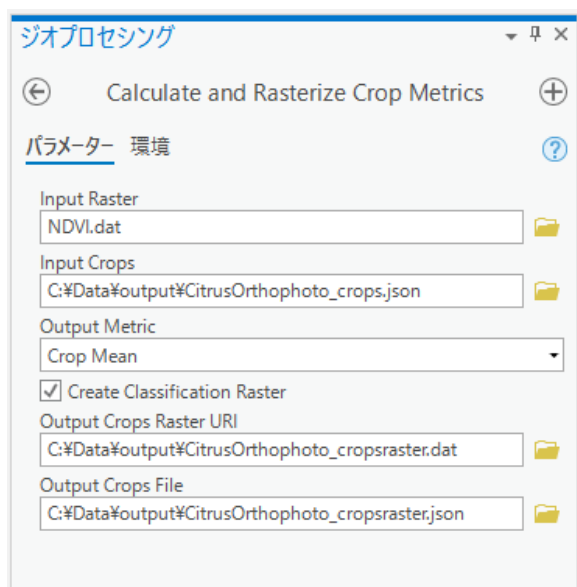 ジオプロセシング
Calculate and Rasterize Crop Metrics
パラメーター 環境
Input Raster
NDVI.dat
Input Crops
C:¥Data¥output¥CitrusOrthophoto_crops.json
Output Metric
Crop Mean
Create Classification Raster
Output Crops Raster URI
C:¥Data¥output¥CitrusOrthophoto_cropsraster.dat
Output Crops File
C:¥Data¥output¥CitrusOrthophoto_cropsraster.json